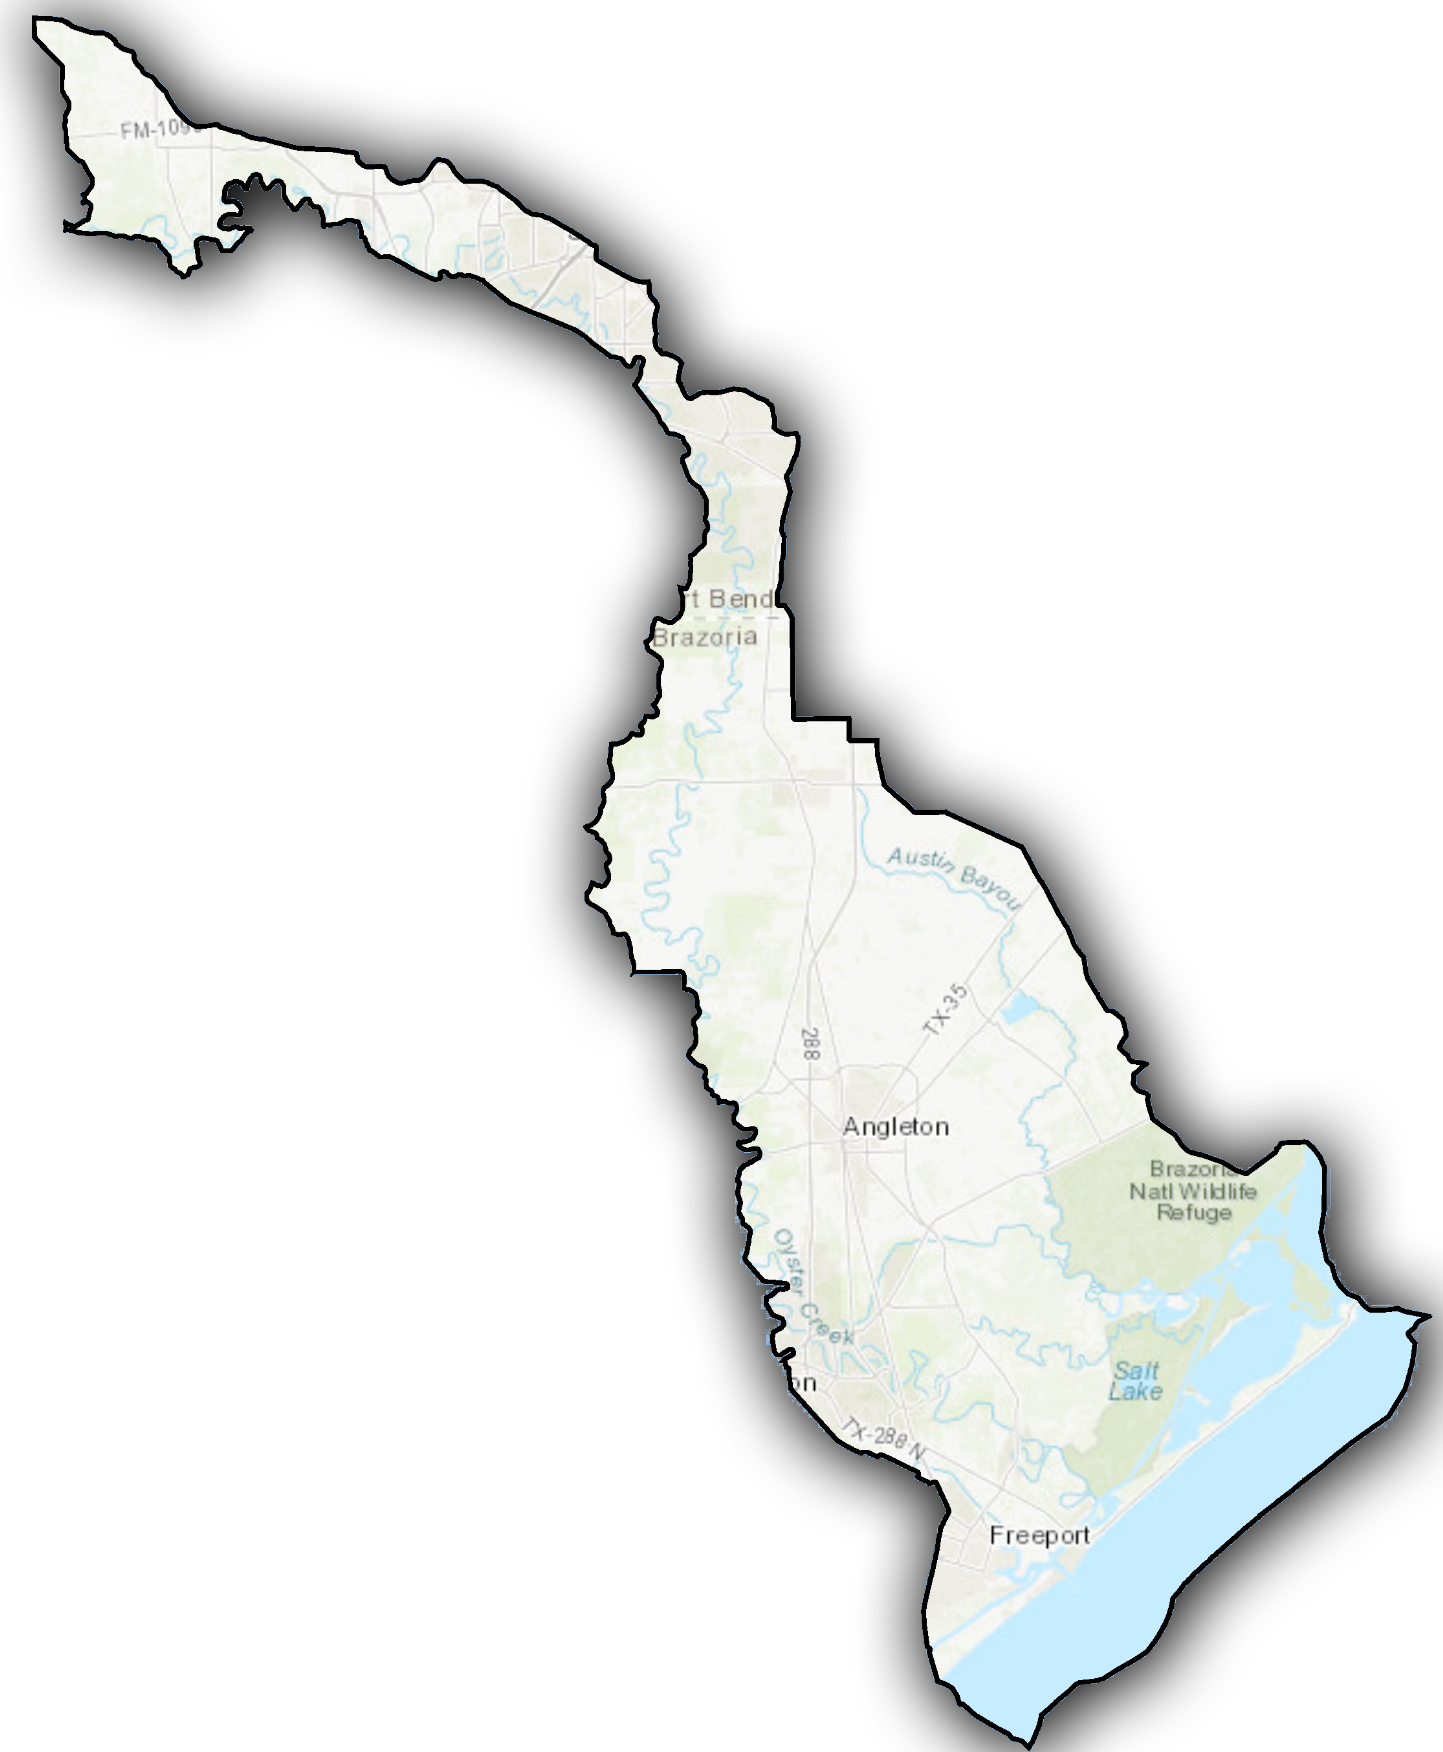 FM-109
rt Bend
Brazoria
Austin Bayou
TX-35
288
Angleton
Brazoria
Natl Wildlife
Refuge
Oyster Creek
on
Salt
Lake
TX-288 N
Freeport